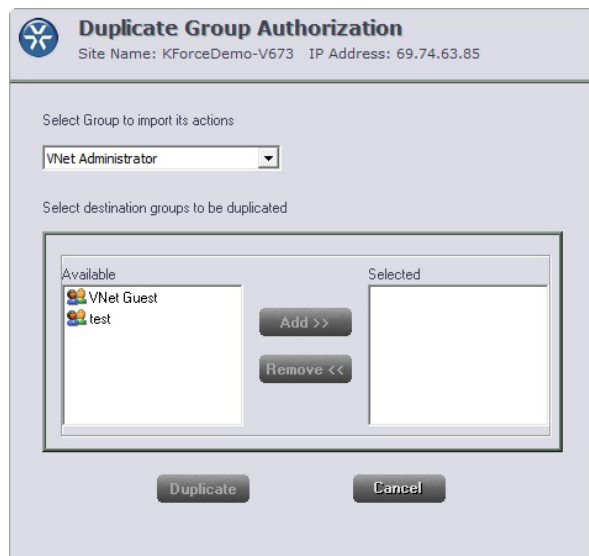 Duplicate Group Authorization
Site Name: KForceDemo-V673 IP Address: 69.74.63.85
Select Group to import its actions
VNet Administrator
Select destination groups to be duplicated
Available
Selected
VNet Guest
test
Add >>
Remove <<
Duplicate
Cancel